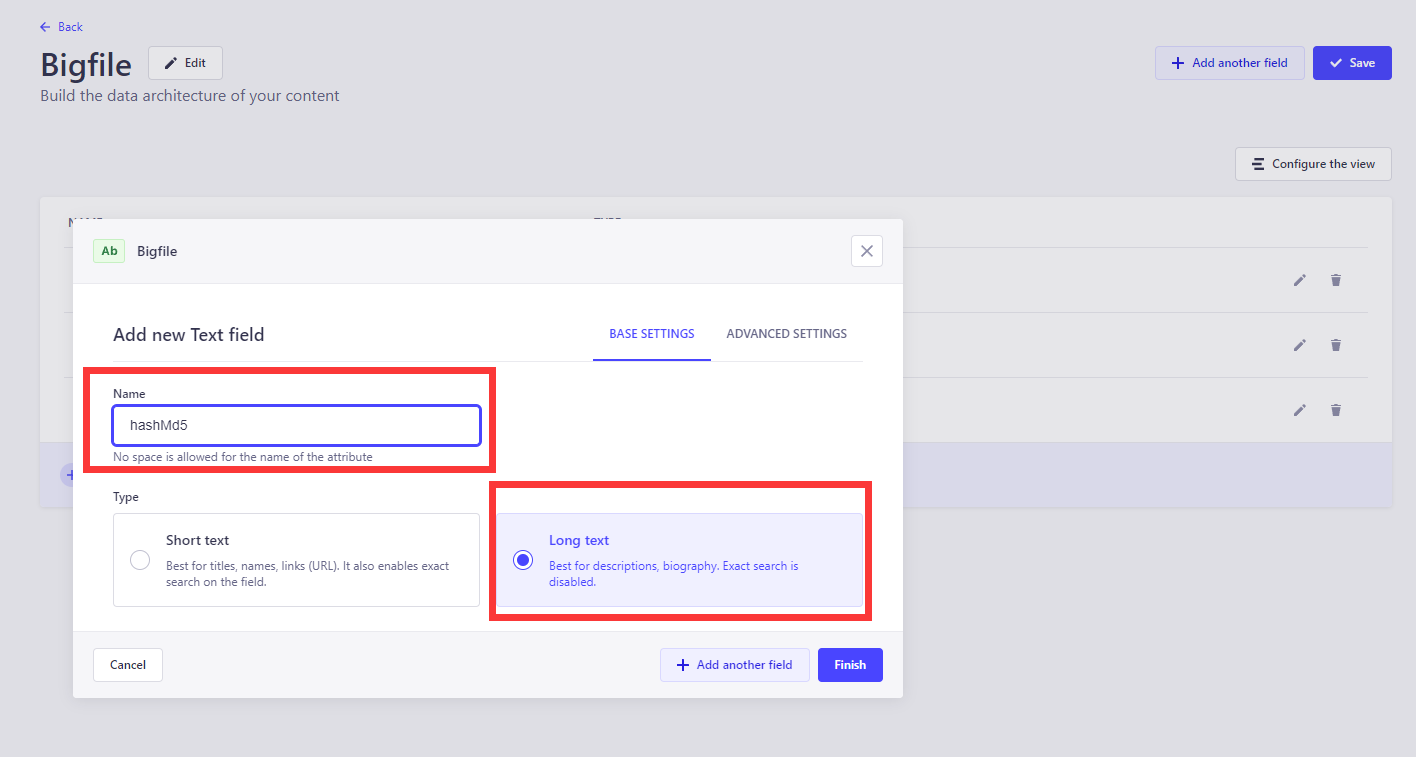 Back
Bigfile
Edit
Add another field
Save
Build the data architecture of your content
Configure the view
Ab
Bigfile
Add new Text field
BASE SETTINGS
ADVANCED SETTINGS
Name
hashMd5
No space is allowed for the name of the attribute
Type
Short text
Best for titles, names, links (URL). It also enables exact
search on the field.
Long text
Best for descriptions, biography. Exact search is
disabled.
Cancel
Add another field
Finish